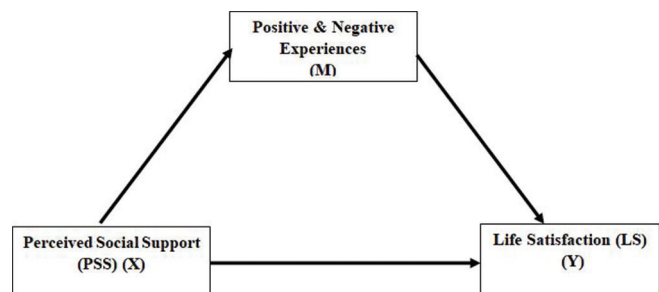 Positive & Negative
Experiences
(M)
Perceived Social Support
(PSS) (X)
Life Satisfaction (LS)
(Y)